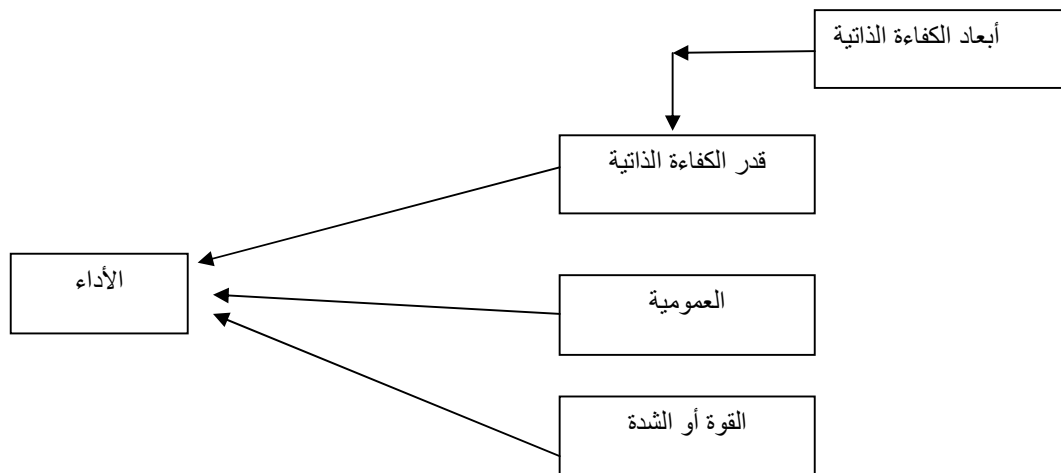 أبعاد الكفاءة الذاتية
قدر الكفاءة الذاتية
الأداء
العمومية
القوة أو الشدة